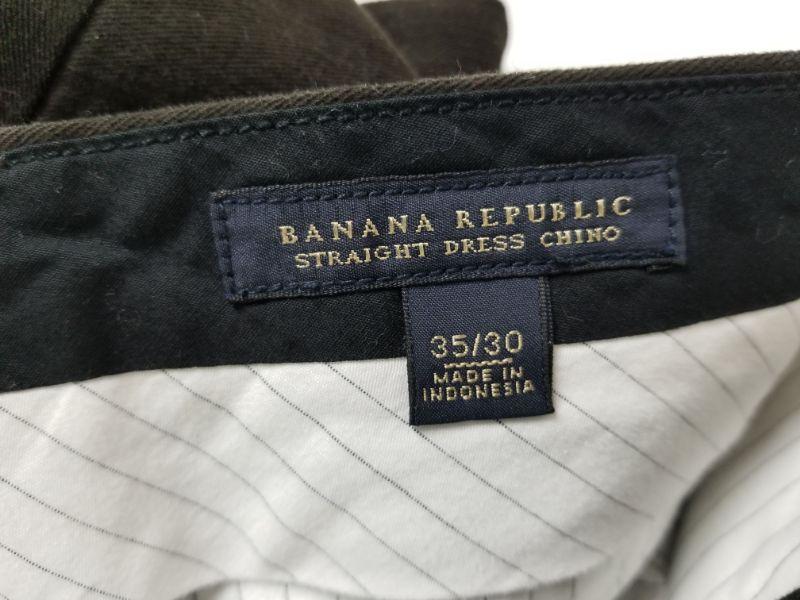 BANANA REPUBLIC
STRAIGHT DRESS CHINO
35/30
MADE IN
INDONESIA